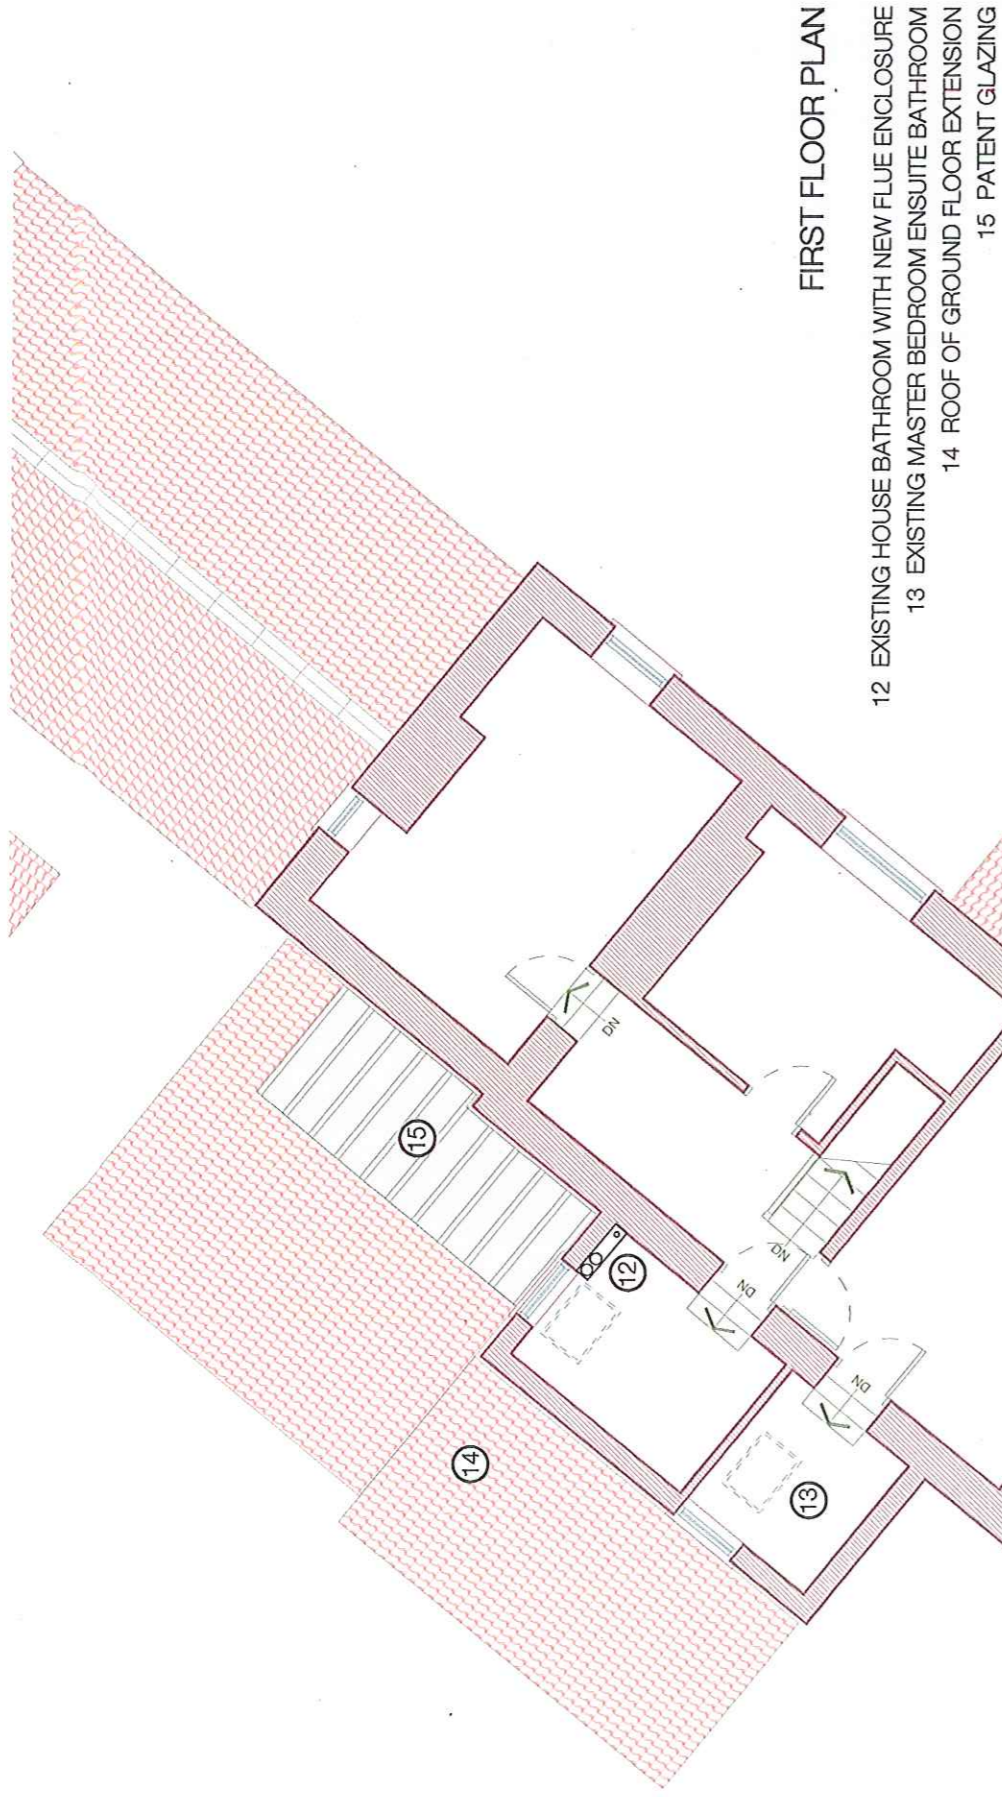 FIRST FLOOR PLAN
12 EXISTING HOUSE BATHROOM WITH NEW FLUE ENCLOSURE
13 EXISTING MASTER BEDROOM ENSUITE BATHROOM
14 ROOF OF GROUND FLOOR EXTENSION
15 PATENT GLAZING
DN
15
12
DN
DN
DN
14
13